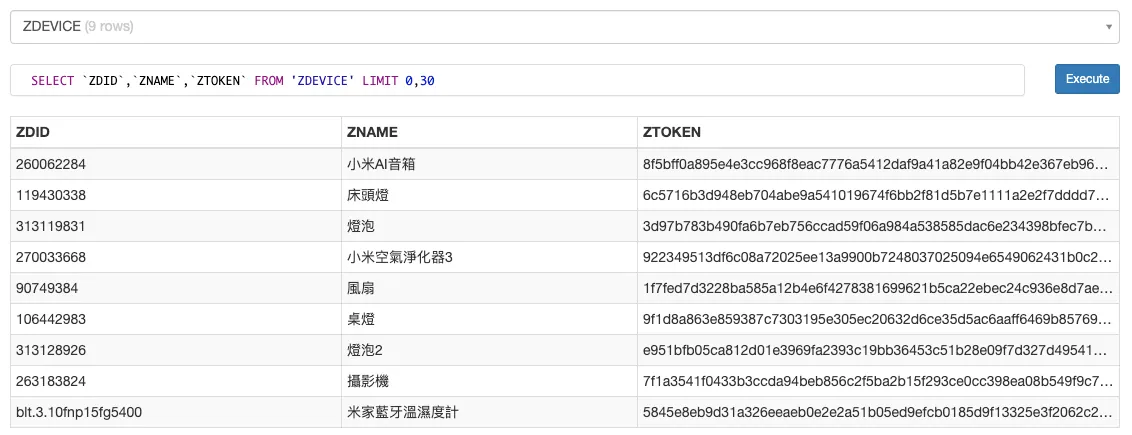 ZDEVICE (9 rows)
SELECT `ZDID`,`ZNAME`,`ZTOKEN` FROM 'ZDEVICE' LIMIT 0,30
Execute
ZDID ZNAME ZTOKEN
260062284 小米AI音箱 8f5bff0a895e4e3cc968f8eac7776a5412daf9a41a82e9f04bb42e367eb96…
119430338 床頭燈 6c5716b3d948eb704abe9a541019674f6bb2f81d5b7e1111a2e2f7dddd7…
313119831 燈泡 3d97b783b490fa6b7eb756ccad59f06a984a538585dac6e234398bfec7b…
270033668 小米空氣淨化器3 922349513df6c08a72025ee13a9900b7248037025094e6549062431b0c2…
90749384 風扇 1f7fed7d3228ba585a12b4e6f4278381699621b5ca22ebec24c936e8d7ae…
106442983 桌燈 9f1d8a863e859387c7303195e305ec20632d6ce35d5ac6aaff6469b85769…
313128926 燈泡2 e951bfb05ca812d01e3969fa2393c19bb36453c51b28e09f7d327d49541…
263183824 攝影機 7f1a3541f0433b3ccda94beb856c2f5ba2b15f293ce0cc398ea08b549f9c7…
blt.3.10fnp15fg5400 米家藍牙溫濕度計 5845e8eb9d31a326eeaeb0e2e2a51b05ed9efcb0185d9f13325e3f2062c2…